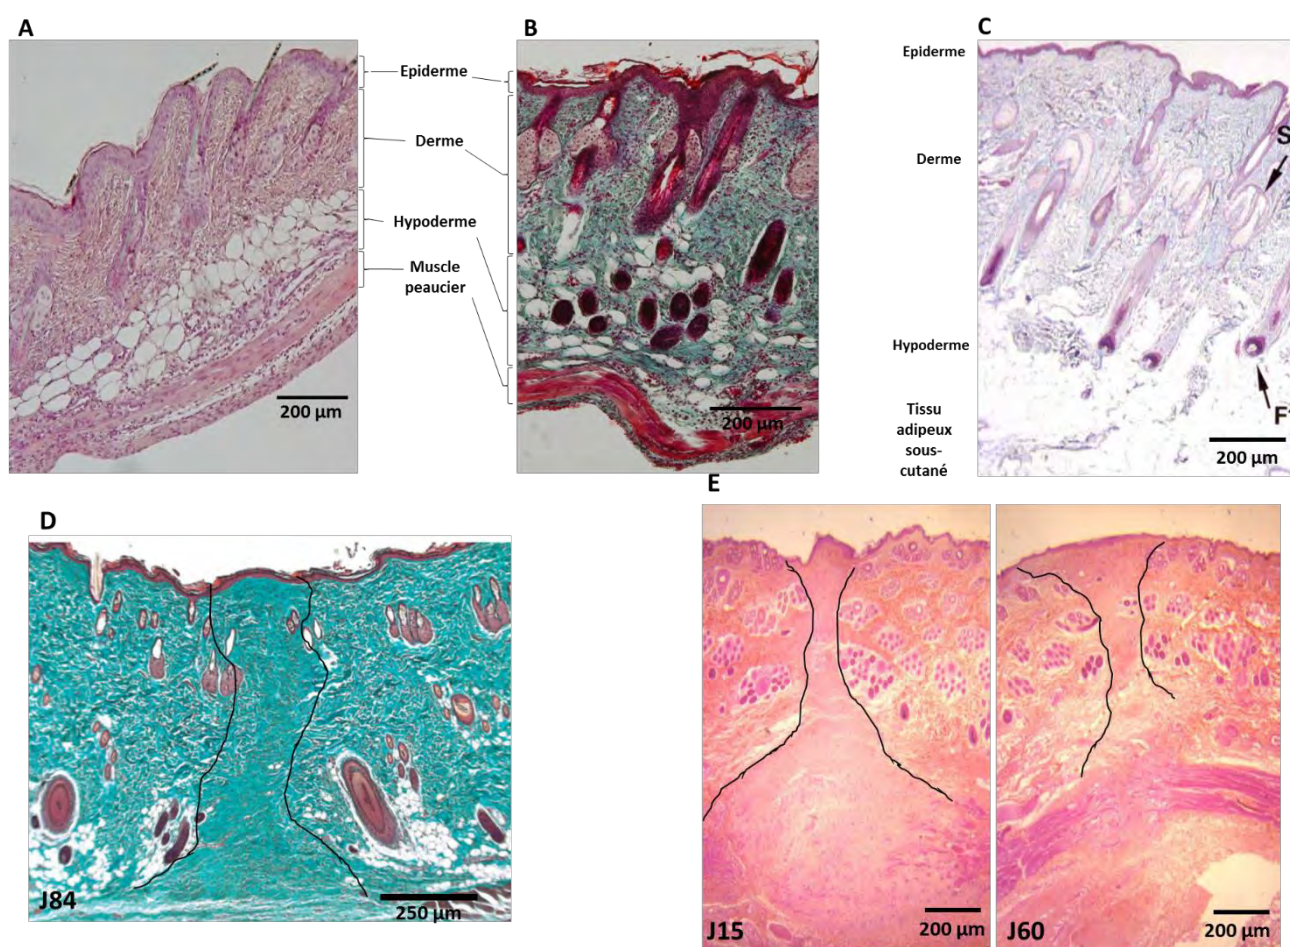 A
B
C
Epiderme
Derme
Hypoderme
Muscle
peaucier
200 µm
200 µm
Epiderme
Derme
Hypoderme
Tissu
adipeux
sous-
cutané
S
200 µm
D
J84
250 µm
E
J15
200 µm
J60
200 µm